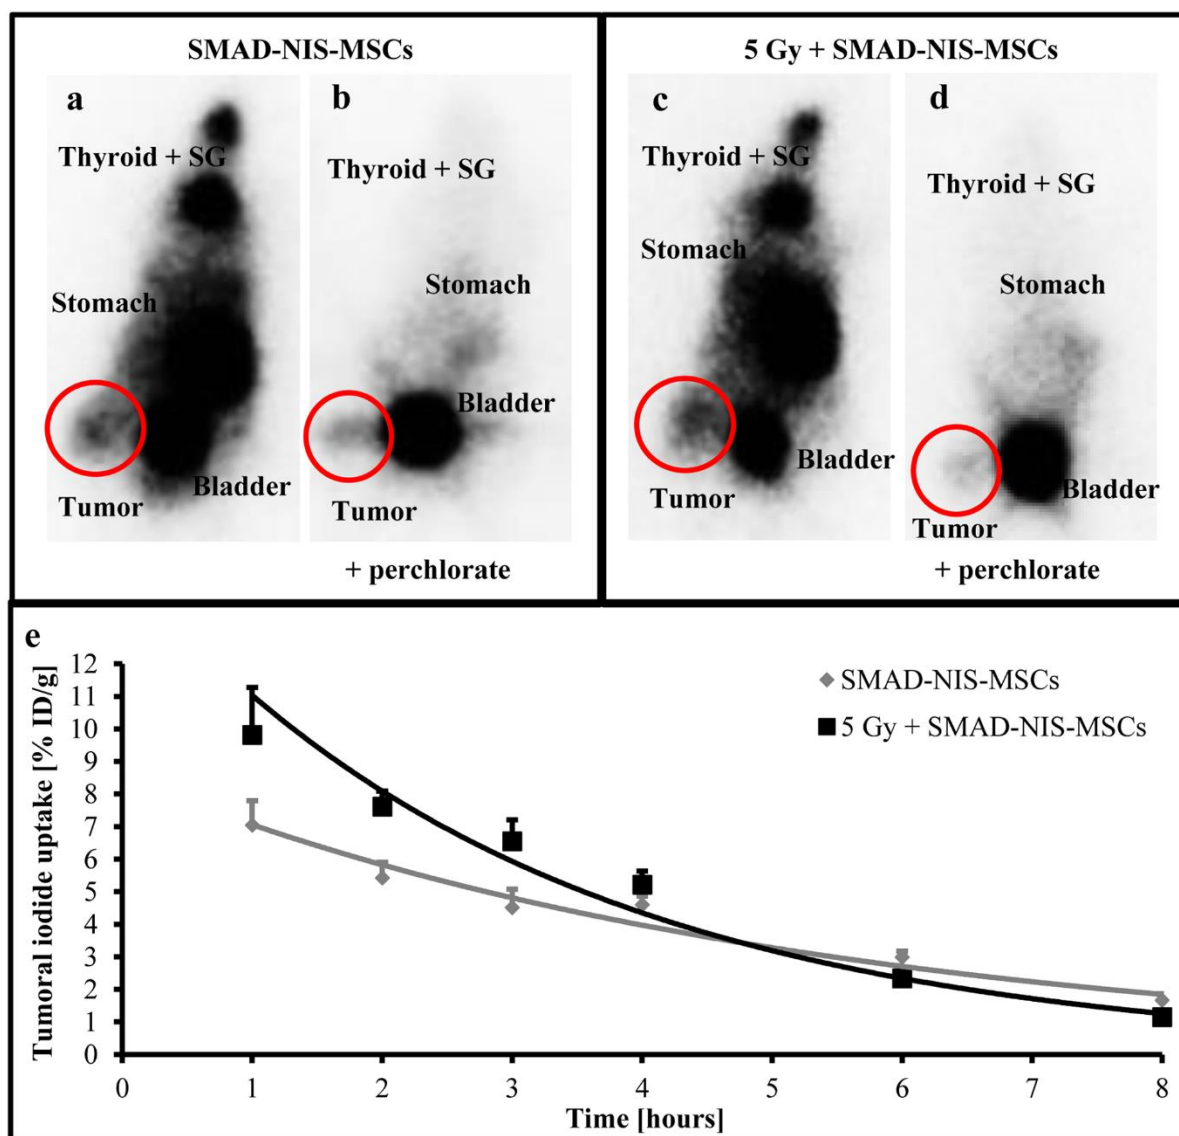 SMAD-NIS-MSCs
a
b
Thyroid + SG
Thyroid + SG
Stomach
Stomach
Bladder
Bladder
Tumor
Tumor
+ perchlorate
5 Gy + SMAD-NIS-MSCs
c
d
Thyroid + SG
Thyroid + SG
Stomach
Stomach
Bladder
Bladder
Tumor
Tumor
+ perchlorate
e
Tumoral iodide uptake [% ID/g]
12
11
10
9
8
7
6
5
4
3
2
1
0
SMAD-NIS-MSCs
5 Gy + SMAD-NIS-MSCs
0 1 2 3 4 5 6 7 8
Time [hours]